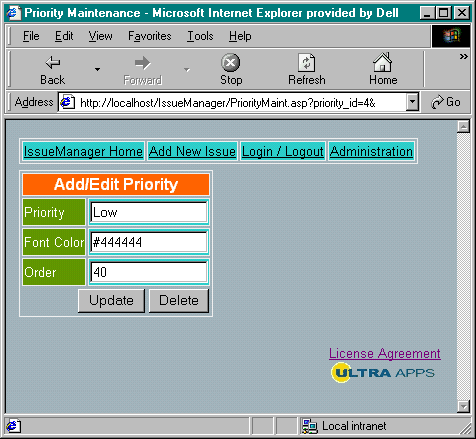 Priority Maintenance - Microsoft Internet Explorer provided by Dell
File Edit View Favorites Tools Help
Back Forward Stop Refresh Home »
Address http://localhost/IssueManager/PriorityMaint.asp?priority_id=4& Go
IssueManager Home Add New Issue Login / Logout Administration
Add/Edit Priority
Priority Low
Font Color #444444
Order 40
Update Delete
License Agreement
ULTRA APPS
Local intranet